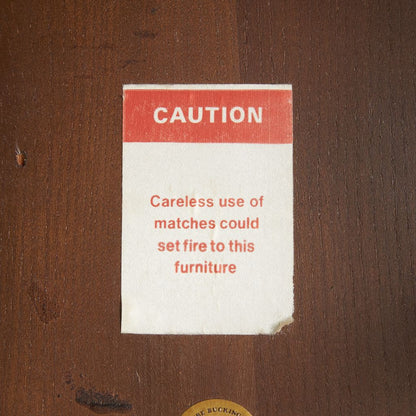 CAUTION
Careless use of
matches could
set fire to this
furniture